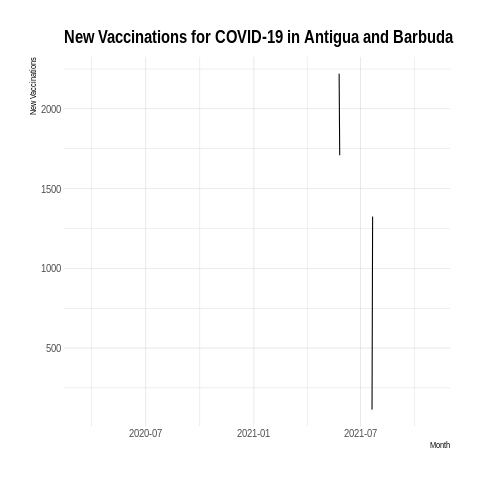 New Vaccinations for COVID-19 in Antigua and Barbuda
New Vaccinations
2000
1500
1000
500
2020-07 2021-01 2021-07
Month